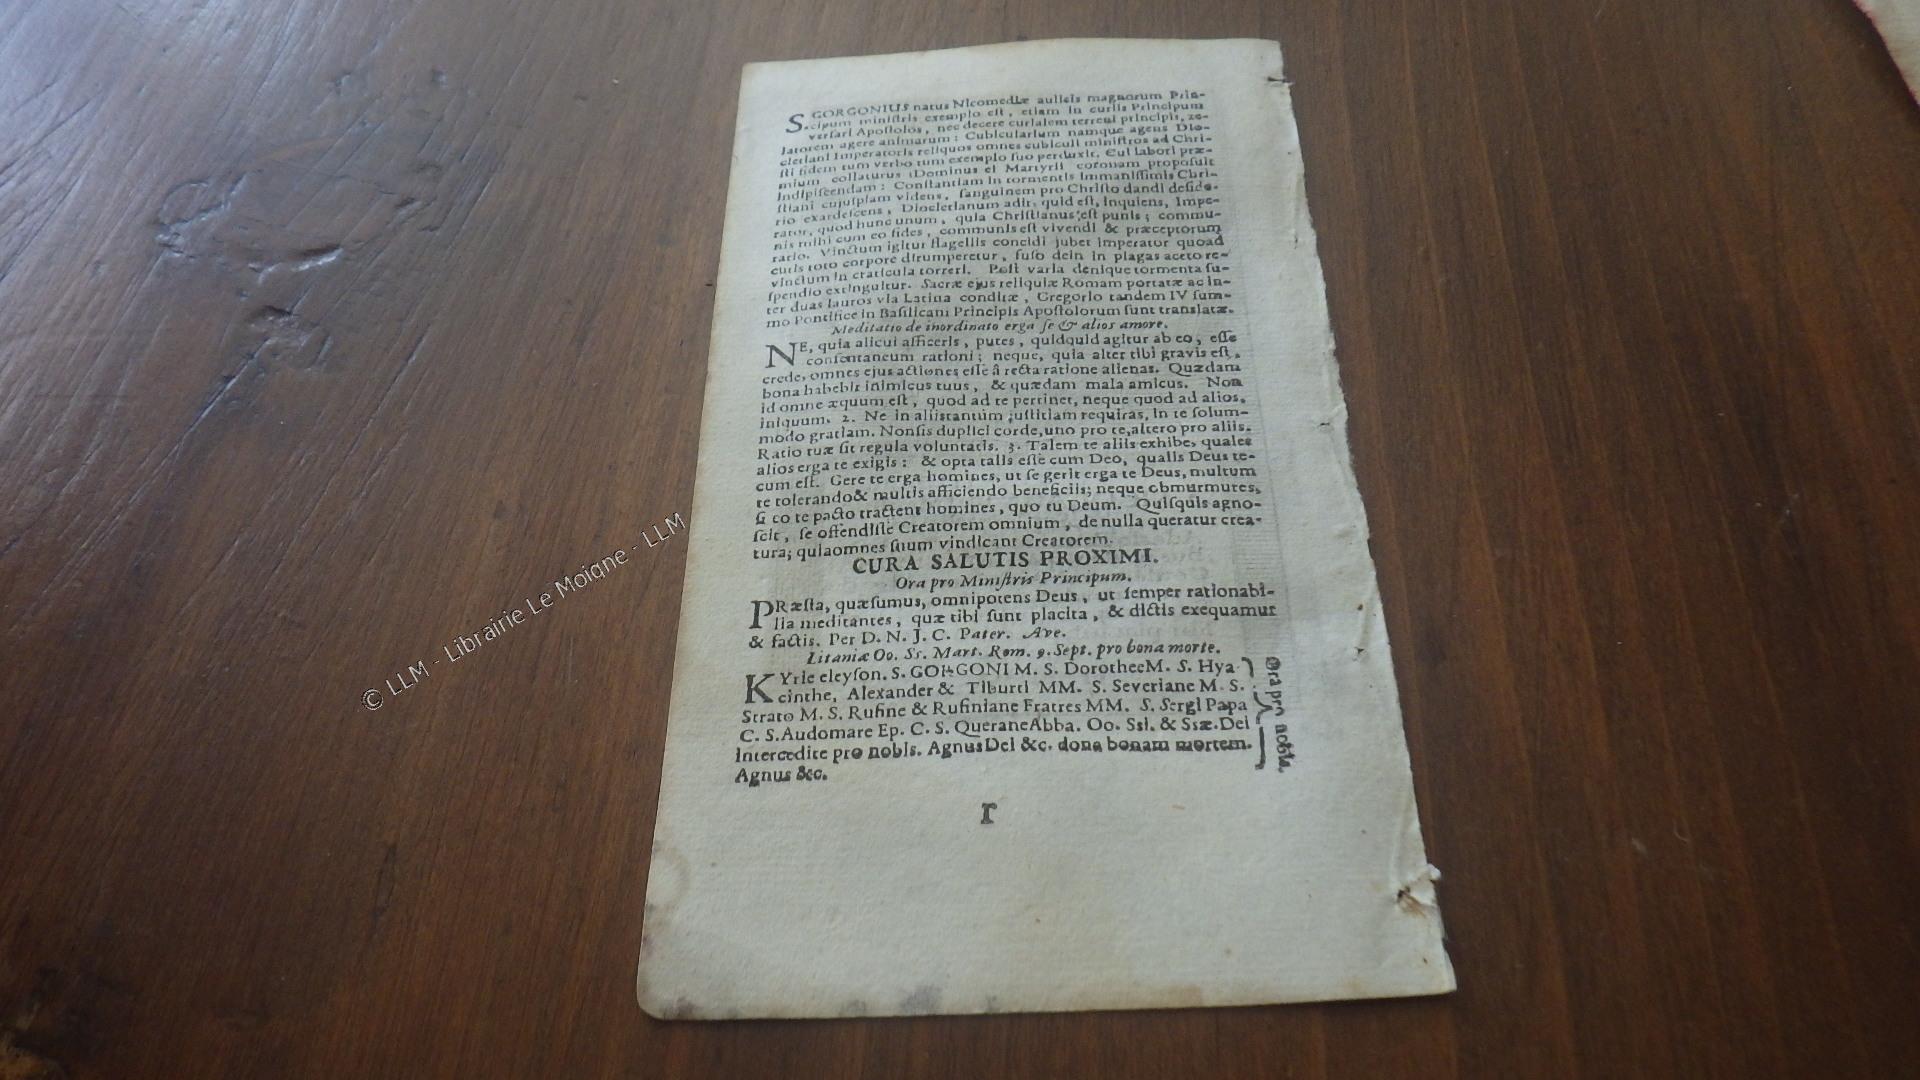 S GORGONIUS natus Nicomediæ aulicis magnorum Prin-
cipum ministris exemplo est, etiam in curiis Principum
versari Apostolos, nec decere curialem terreni principis, ze-
latorem agere animarum: Cubicularium namque agens Dio-
cletiani Imperatoris reliquos omnes cubiculi ministros ad Chri-
sti fidem tum verbo tum exemplo suo perduxit. Cui labori præ-
mium collaturus Dominus ei Martyrii coronam proposuit
indipiscendam: Constantiam in tormentis immanissimis Chri-
stiani cujuspiam videns, sanguinem pro Christo dandi deside-
rio exardescens, Diocletianum adit, quid est, inquiens, Impe-
rator, quod hunc unum, quia Christianus est punis; commu-
nis mihi cum eo fides, communis est vivendi & præceptorum
ratio. Vinctum igitur flagellis concidi jubet Imperator quoad
cutis toto corpore dirumperetur, fuso dein in plagas aceto re-
vinctum in craticula torreri. Post varia denique tormenta su-
spendio extinguitur. Sacræ ejus reliquiæ Romam portatæ ac in-
ter duas lauros via Latina conditæ, Gregorio tandem IV sum-
mo Pontifice in Basilicam Principis Apostolorum sunt translatæ.
Meditatio de inordinato erga se & alios amore.
NE, quia alicui afficeris, putes, quidquid agitur ab eo, esse
consentaneum rationi; neque, quia alter tibi gravis est,
crede, omnes ejus actiones esse â recta ratione alienas. Quædam
bona habebit inimicus tuus, & quædam mala amicus. Non
id omne æquum est, quod ad te pertinet, neque quod ad alios,
iniquum. 2. Ne in aliis tantùm justitiam requiras, in te solum-
modo gratiam. Non sis duplici corde, uno pro te, altero pro aliis.
Ratio tuæ sit regula voluntatis. 3. Talem te aliis exhibe, quales
alios erga te exigis: & opta talis esse cum Deo, qualis Deus te-
cum est. Gere te erga homines, ut se gerit erga te Deus, multum
te tolerando & multis afficiendo beneficiis; neque obmurmures,
si eo te pacto tractent homines, quo tu Deum. Quisquis agno-
scit, se offendisse Creatorem omnium, de nulla queratur crea-
tura; quia omnes suum vindicant Creatorem.
CURA SALUTIS PROXIMI.
Ora pro Ministris Principum.
PRæsta, quæsumus, omnipotens Deus, ut semper rationabi-
lia meditantes, quæ tibi sunt placita, & dictis exequamur
& factis. Per D. N. J. C. Pater. Ave.
Litaniæ Oo. Ss. Mart. Rom. 9. Sept. pro bona morte.
KYrie eleyson. S. GORGONI M. S. Dorothee M. S. Hya
cinthe, Alexander & Tiburti MM. S. Severiane M. S.
Strato M. S. Rufine & Rufiniane Fratres MM. S. Sergi Papa
C. S. Audomare Ep. C. S. Querane Abba. Oo. Ssi. & Ssæ. Dei
intercedite pro nobis. Agnus Dei &c. dona bonam mortem.
Agnus &c.
Ora pro nobis.
r
© LLM - Librairie Le Moigne - LLM